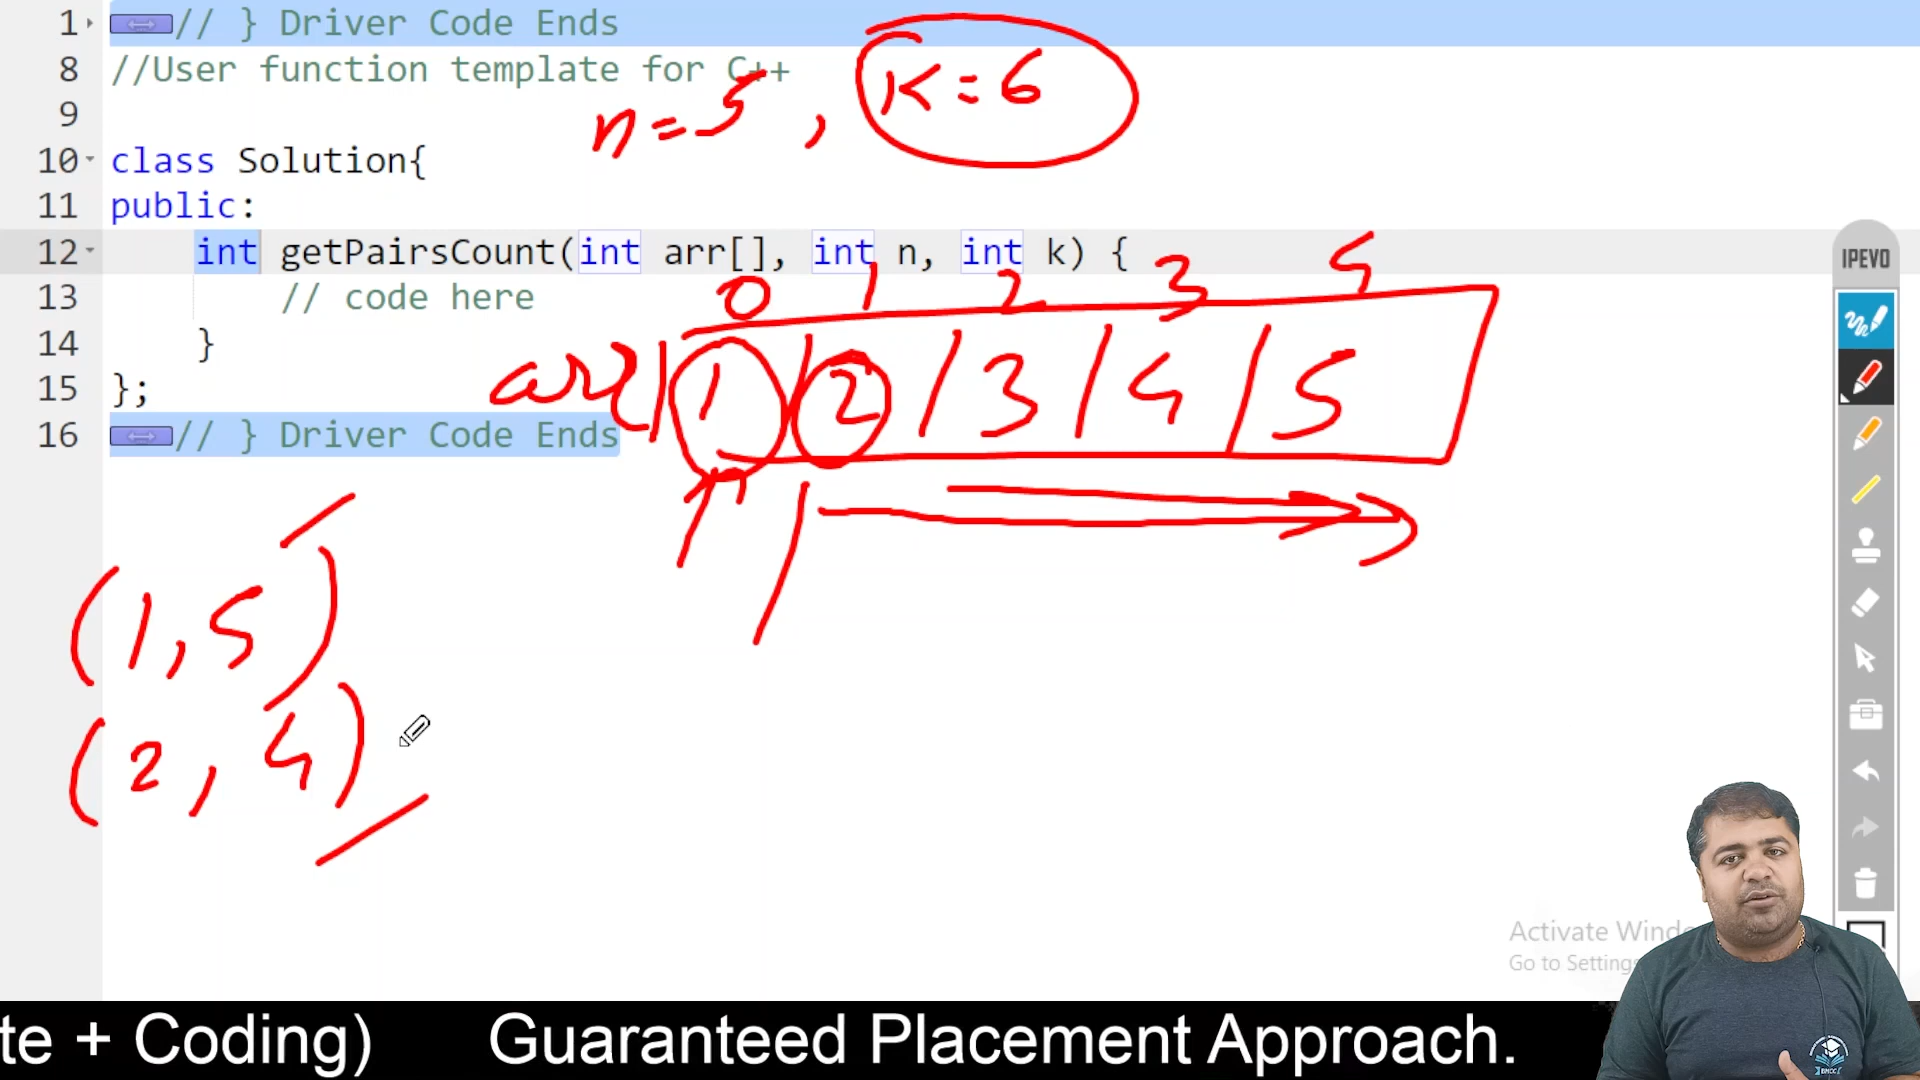 1 // } Driver Code Ends
8 //User function template for C++
n=5 , K=6
9
10 class Solution{
11 public:
12 int getPairsCount(int arr[], int n, int k) {
13 // code here
14 }
15 };
16 // } Driver Code Ends
0 1 2 3 4
arr 1 2 3 4 5
(1,5)
(2,4)
IPEVO
Activate Wind
Go to Settings
te + Coding) Guaranteed Placement Approach.